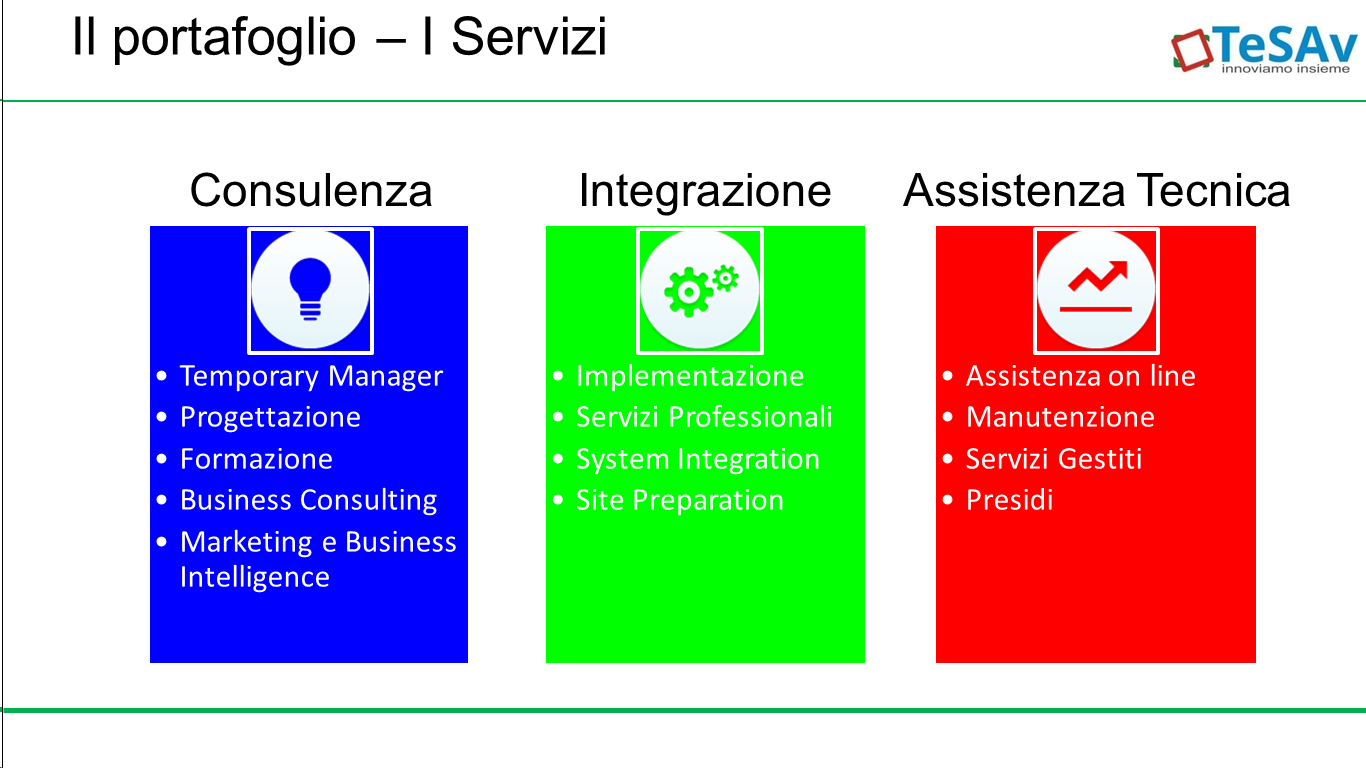 Il portafoglio – I Servizi
TeSAv
innoviamo insieme
Consulenza
• Temporary Manager
• Progettazione
• Formazione
• Business Consulting
• Marketing e Business
Intelligence
Integrazione
• Implementazione
• Servizi Professionali
• System Integration
• Site Preparation
Assistenza Tecnica
• Assistenza on line
• Manutenzione
• Servizi Gestiti
• Presidi